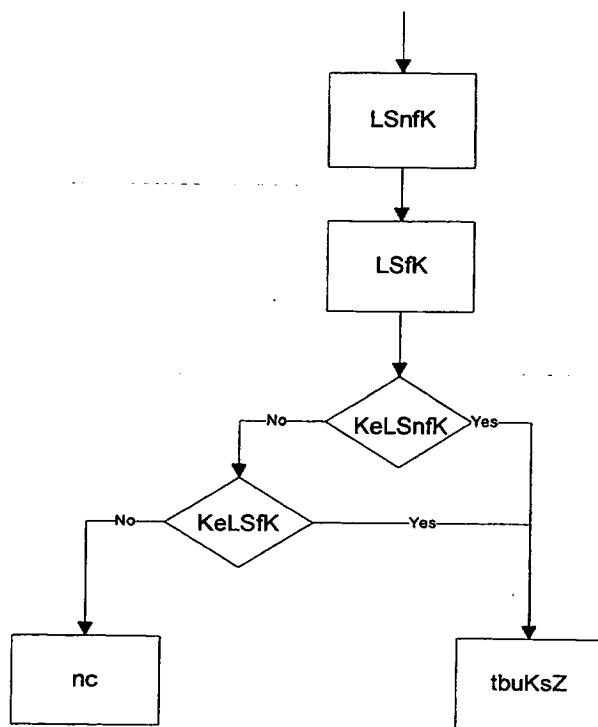 LSnfK
LSfK
KeLSnfK
No
Yes
KeLSfK
No
Yes
nc
tbuKsZ